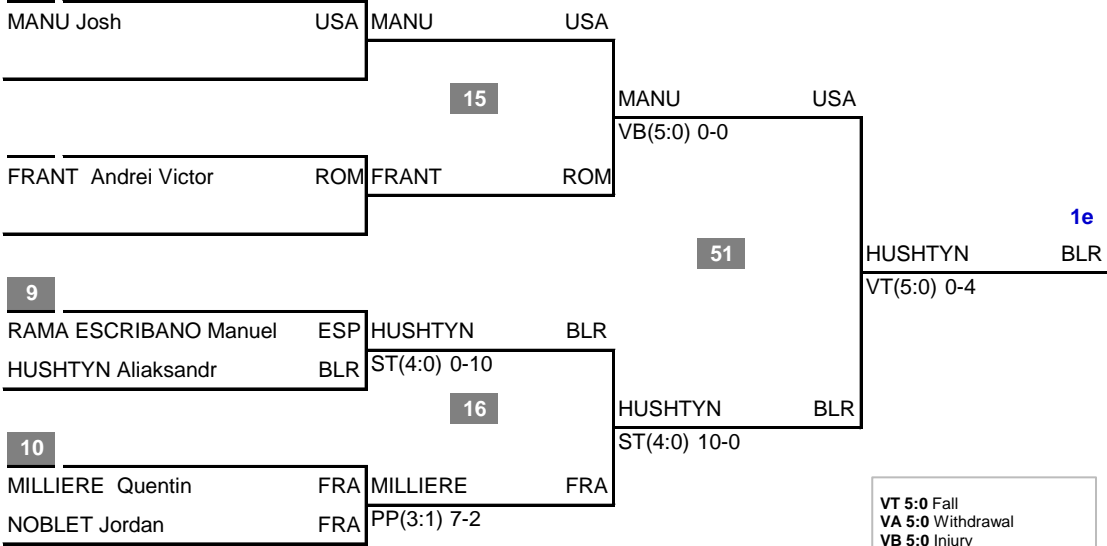 MANU Josh USA MANU USA
15 MANU USA
VB(5:0) 0-0
FRANT Andrei Victor ROM FRANT ROM
1e
51 HUSHTYN BLR
VT(5:0) 0-4
9
RAMA ESCRIBANO Manuel ESP HUSHTYN BLR
HUSHTYN Aliaksandr BLR ST(4:0) 0-10
16 HUSHTYN BLR
ST(4:0) 10-0
10
MILLIERE Quentin FRA MILLIERE FRA
NOBLET Jordan FRA PP(3:1) 7-2
VT 5:0 Fall
VA 5:0 Withdrawal
VB 5:0 Injury